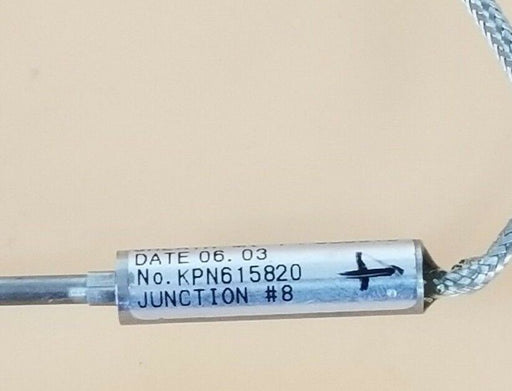 DATE 06. 03
No. KPN615820
JUNCTION #8